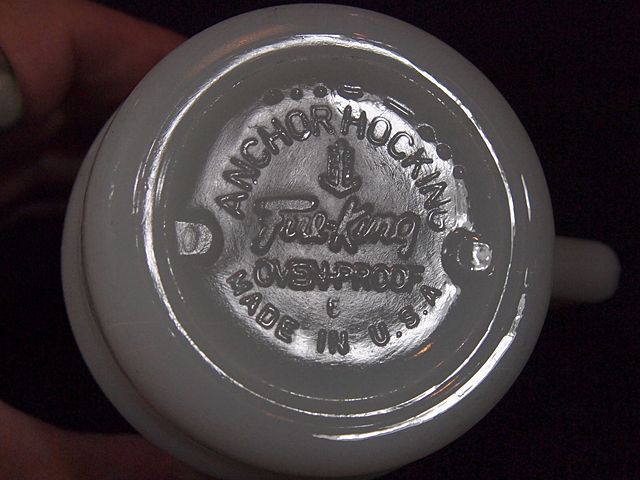 ANCHOR HOCKING
Fire-King
OVEN-PROOF
MADE IN U.S.A